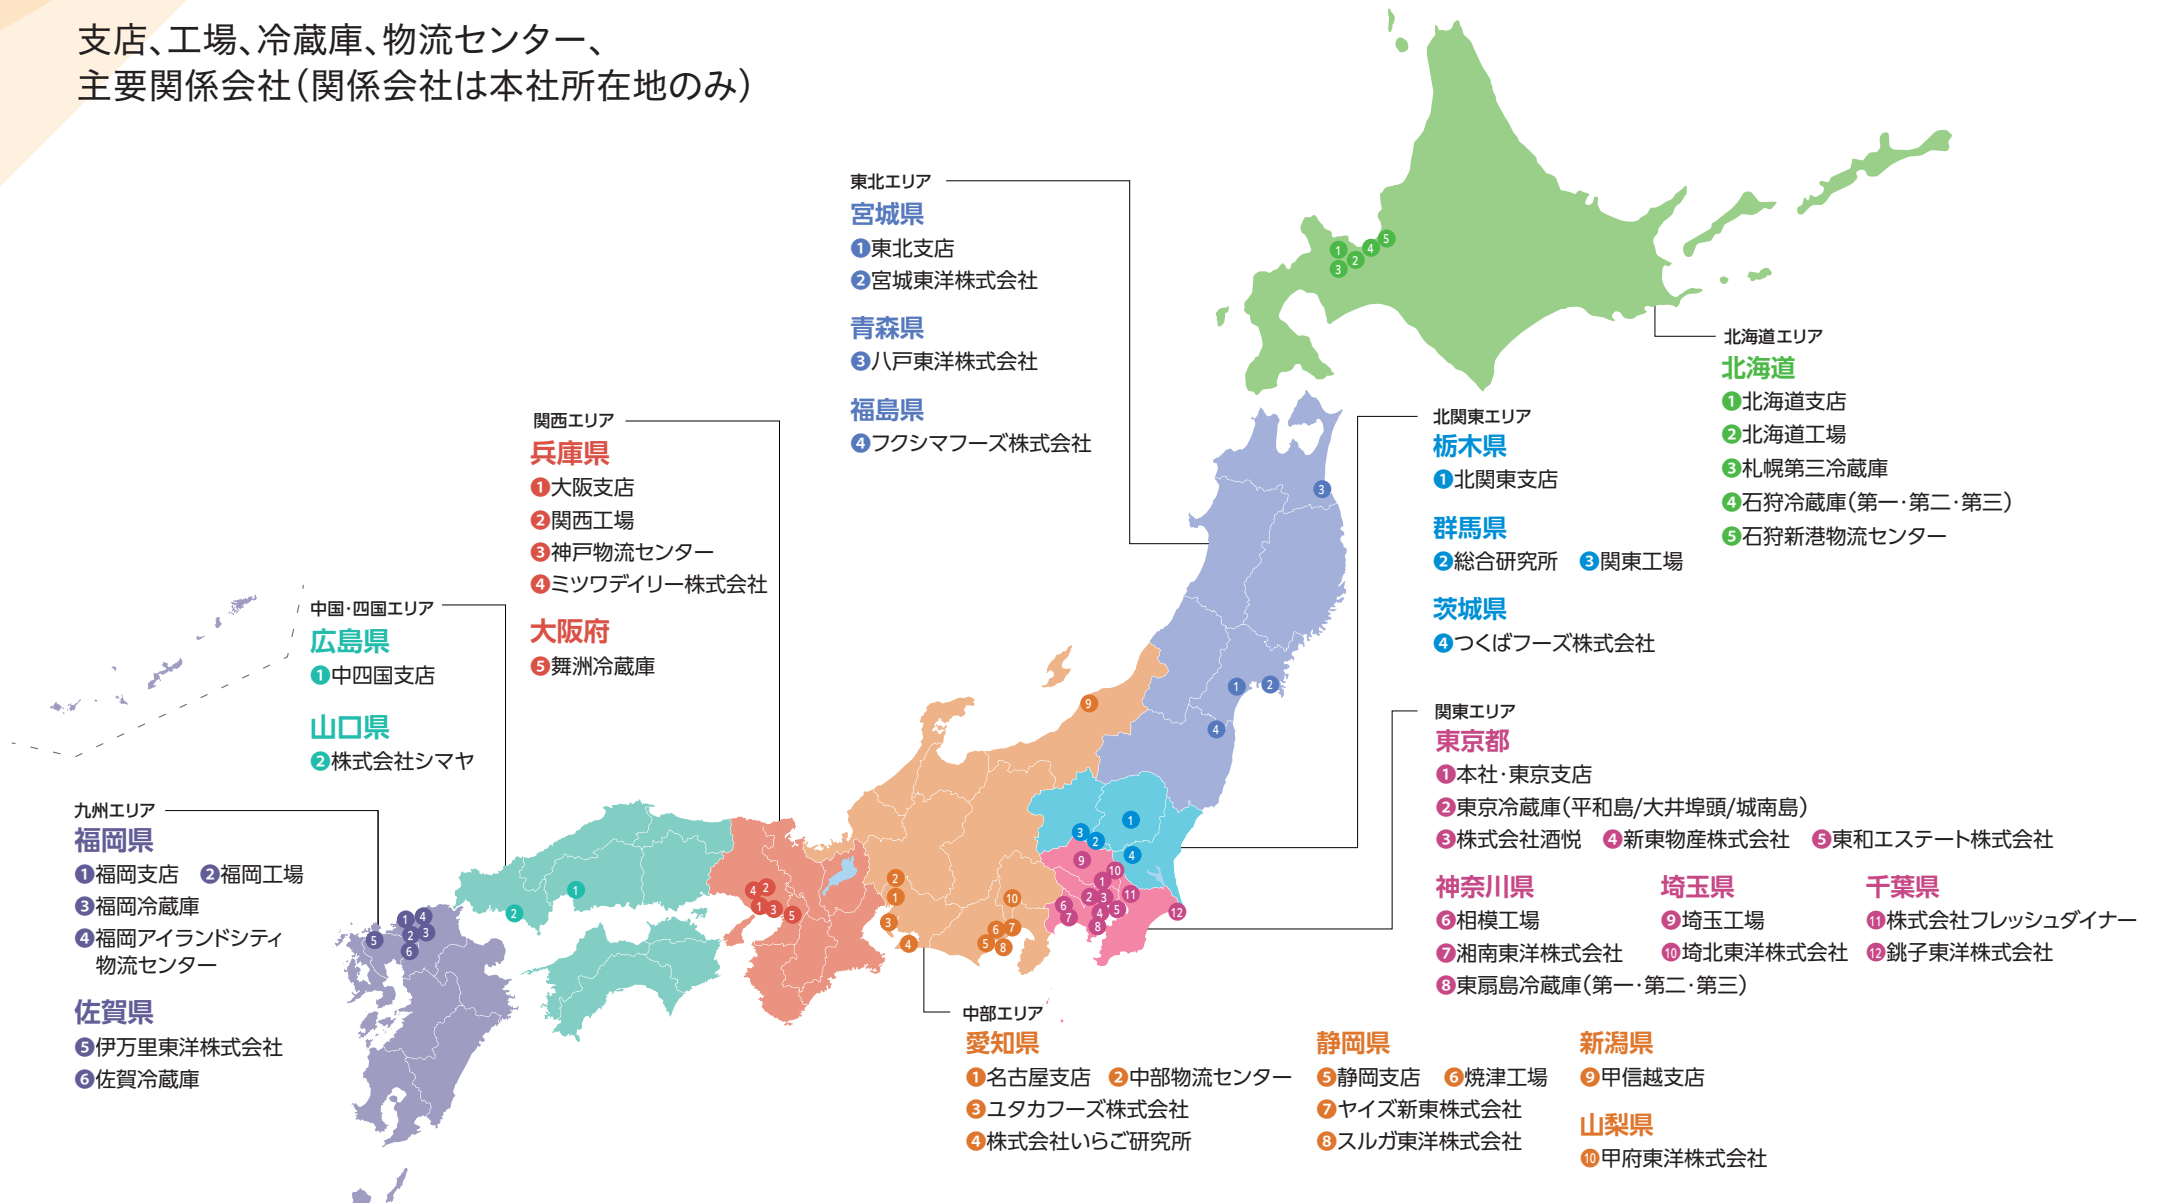 支店、工場、冷蔵庫、物流センター、
主要関係会社（関係会社は本社所在地のみ）
東北エリア
宮城県
❶東北支店
❷宮城東洋株式会社
青森県
❸八戸東洋株式会社
福島県
❹フクシマフーズ株式会社
北海道エリア
北海道
❶北海道支店
❷北海道工場
❸札幌第三冷蔵庫
❹石狩冷蔵庫（第一・第二・第三）
❺石狩新港物流センター
関西エリア
兵庫県
❶大阪支店
❷関西工場
❸神戸物流センター
❹ミツワデイリー株式会社
大阪府
❺舞洲冷蔵庫
北関東エリア
栃木県
❶北関東支店
群馬県
❷総合研究所 ❸関東工場
茨城県
❹つくばフーズ株式会社
中国・四国エリア
広島県
❶中四国支店
山口県
❷株式会社シマヤ
関東エリア
東京都
❶本社・東京支店
❷東京冷蔵庫（平和島/大井埠頭/城南島）
❸株式会社酒悦 ❹新東物産株式会社 ❺東和エステート株式会社
神奈川県
❻相模工場
❼湘南東洋株式会社
❽東扇島冷蔵庫（第一・第二・第三）
埼玉県
❾埼玉工場
❿埼北東洋株式会社
千葉県
⓫株式会社フレッシュダイナー
⓬銚子東洋株式会社
九州エリア
福岡県
❶福岡支店 ❷福岡工場
❸福岡冷蔵庫
❹福岡アイランドシティ
物流センター
佐賀県
❺伊万里東洋株式会社
❻佐賀冷蔵庫
中部エリア
愛知県
❶名古屋支店 ❷中部物流センター
❸ユタカフーズ株式会社
❹株式会社いらご研究所
静岡県
❺静岡支店 ❻焼津工場
❼ヤイズ新東株式会社
❽スルガ東洋株式会社
新潟県
❾甲信越支店
山梨県
❿甲府東洋株式会社